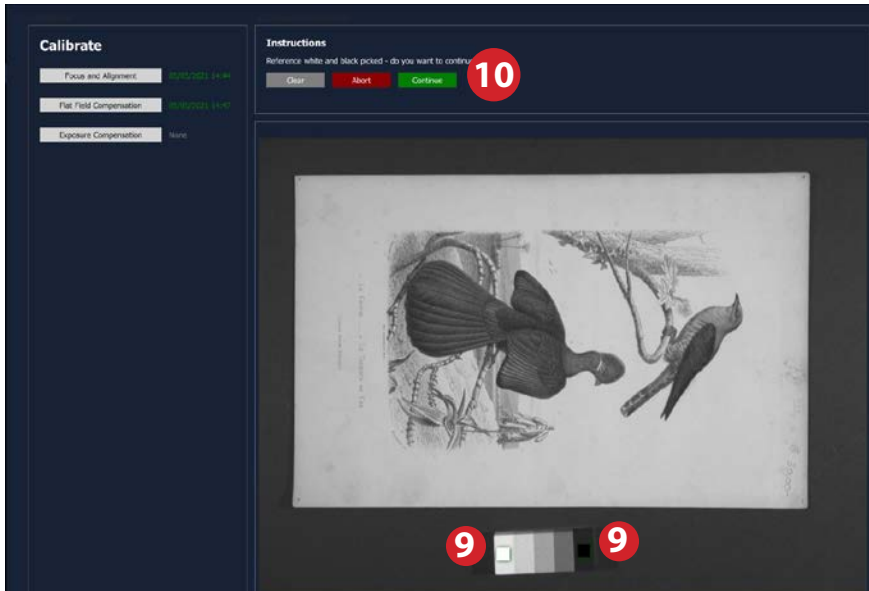 Calibrate
Focus and Alignment
05/05/2021 14:44
Flat Field Compensation
05/05/2021 14:47
Exposure Compensation
None
Instructions
Reference white and black picked - do you want to continue
Clear
Abort
Continue
10
9
9